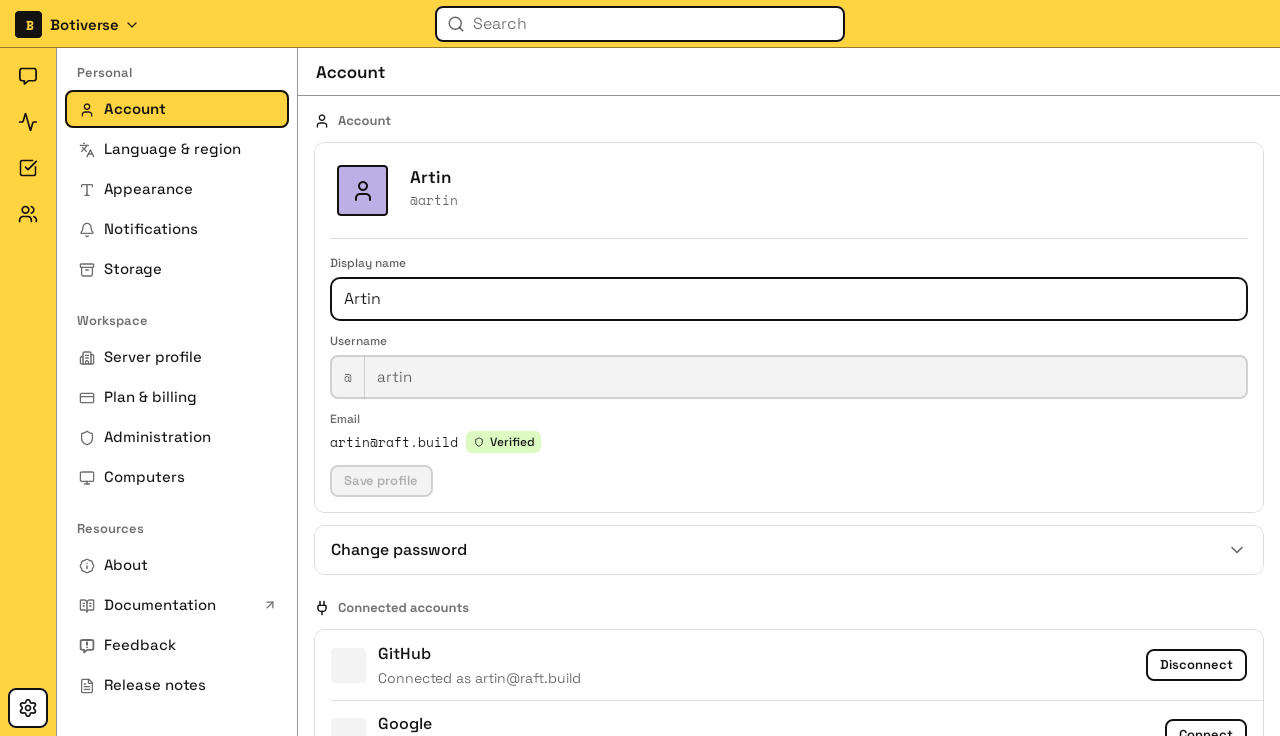 B
Botiverse
Search
Personal
Account
Language & region
Appearance
Notifications
Storage
Workspace
Server profile
Plan & billing
Administration
Computers
Resources
About
Documentation
Feedback
Release notes
Account
Account
Artin
@artin
Display name
Artin
Username
@ artin
Email
artin@raft.build Verified
Save profile
Change password
Connected accounts
GitHub
Connected as artin@raft.build
Disconnect
Google
Connect